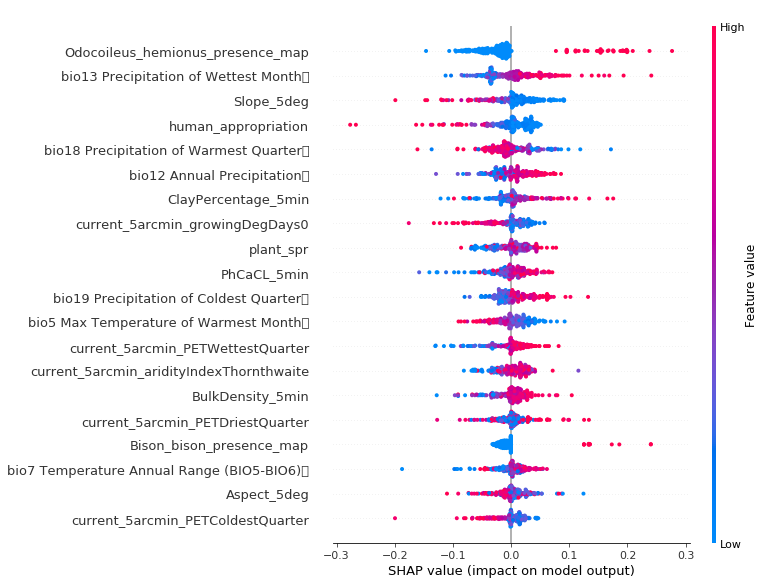 High
Odocoileus_hemionus_presence_map
bio13 Precipitation of Wettest Month
Slope_5deg
human_appropriation
bio18 Precipitation of Warmest Quarter
bio12 Annual Precipitation
ClayPercentage_5min
current_5arcmin_growingDegDays0
plant_spr
PhCaCL_5min
bio19 Precipitation of Coldest Quarter
bio5 Max Temperature of Warmest Month
current_5arcmin_PETWettestQuarter
current_5arcmin_aridityIndexThornthwaite
BulkDensity_5min
current_5arcmin_PETDriestQuarter
Bison_bison_presence_map
bio7 Temperature Annual Range (BIO5-BIO6)
Aspect_5deg
current_5arcmin_PETColdestQuarter
Feature value
Low
−0.3 −0.2 −0.1 0.0 0.1 0.2 0.3
SHAP value (impact on model output)